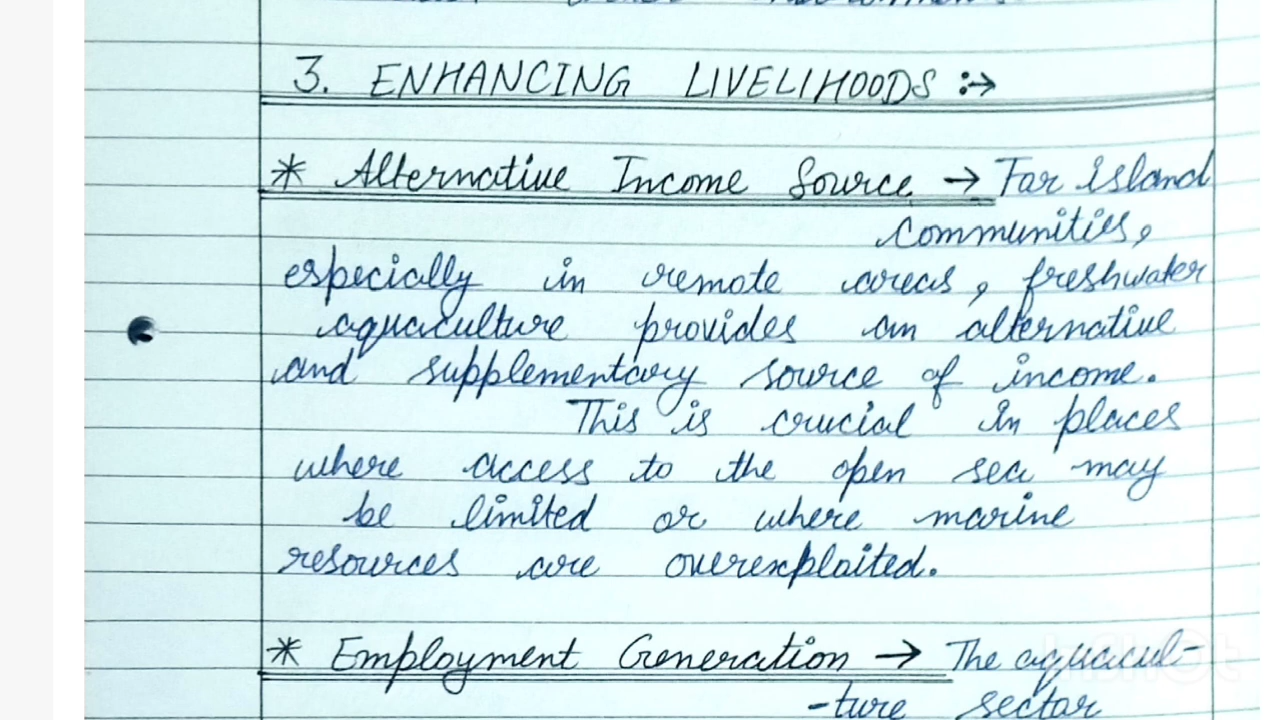 3. ENHANCING LIVELIHOODS :→
* Alternative Income Source → For island
communities,
especially in remote areas, freshwater
aquaculture provides an alternative
and supplementary source of income.
This is crucial in places
where access to the open sea may
be limited or where marine
resources are overexploited.
* Employment Generation → The aquacul-
-ture sector
InShOt